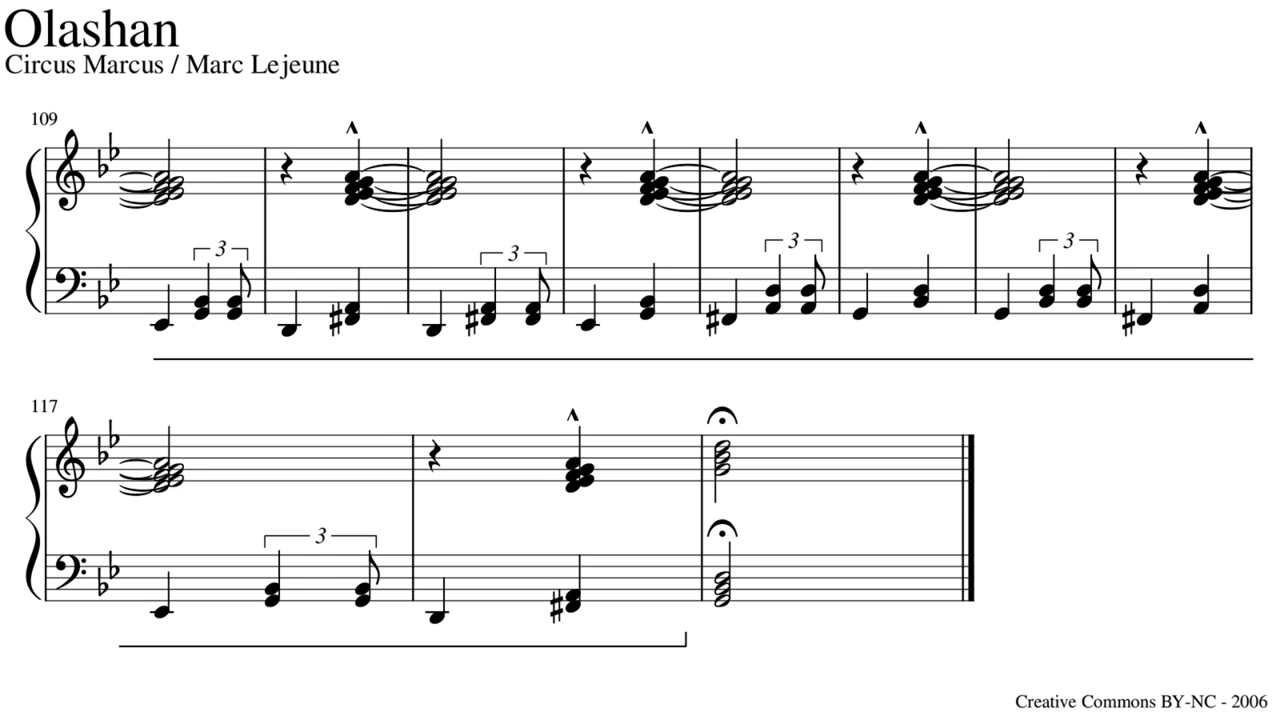 Olashan
Circus Marcus / Marc Lejeune
109
3
3
3
3
117
3
Creative Commons BY-NC - 2006